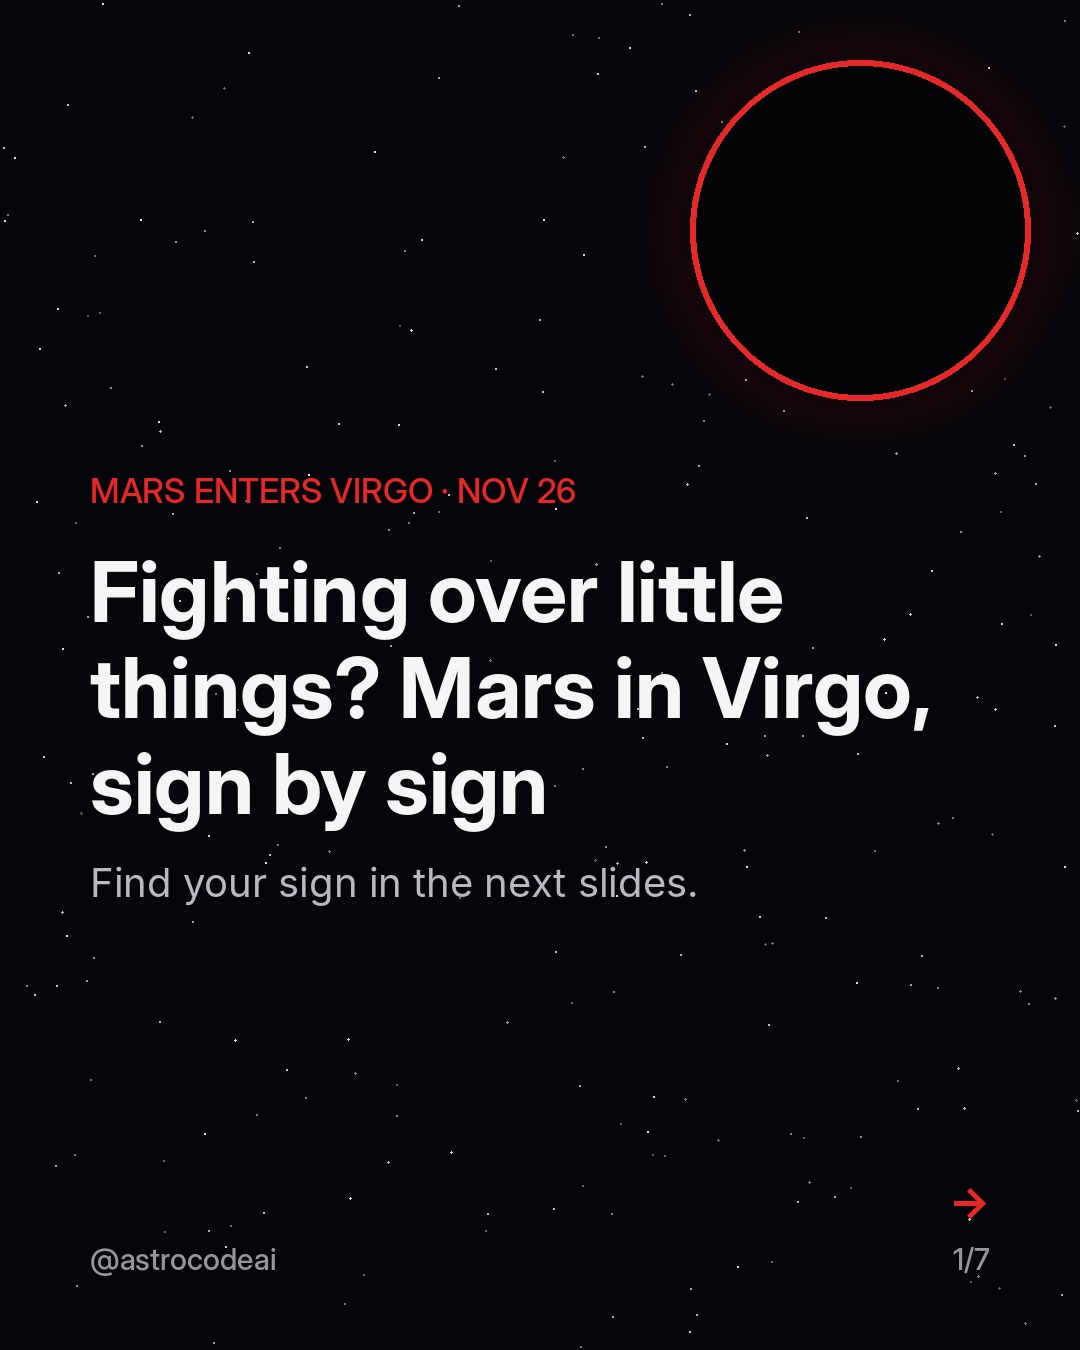 MARS ENTERS VIRGO · NOV 26
Fighting over little
things? Mars in Virgo,
sign by sign
Find your sign in the next slides.
→
@astrocodeai
1/7